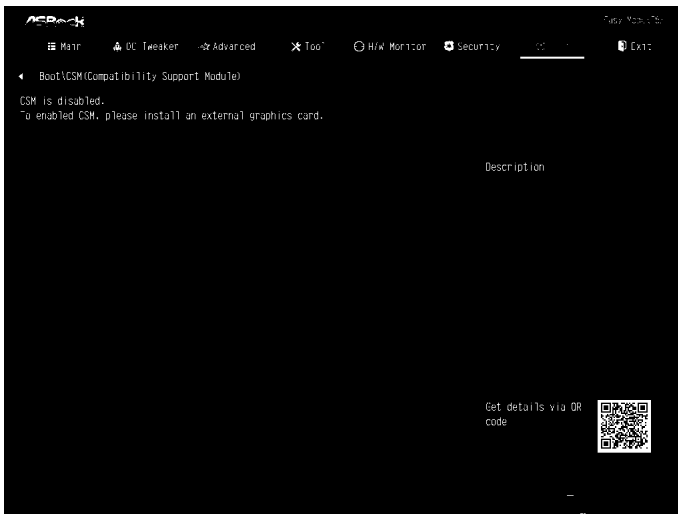 ASRock
Main OC Tweaker Advanced Tool H/W Monitor Security Exit
Boot\CSM(Compatibility Support Module)
CSM is disabled.
To enabled CSM, please install an external graphics card.
Description
Get details via QR
code